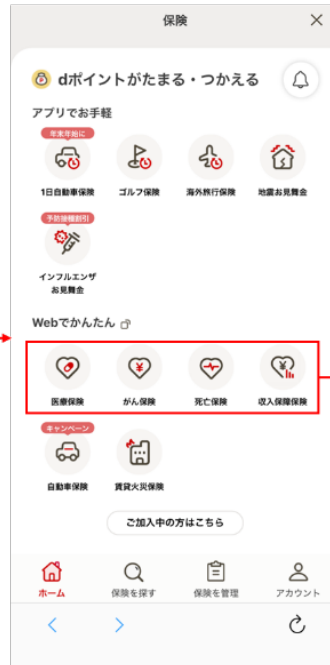 保険
dポイントがたまる・つかえる
アプリでお手軽
年末年始に
1日自動車保険
ゴルフ保険
海外旅行保険
地震お見舞金
予防接種割引
インフルエンザ
お見舞金
Webでかんたん
医療保険
がん保険
死亡保険
収入保障保険
キャンペーン
自動車保険
賃貸火災保険
ご加入中の方はこちら
ホーム
保険を探す
保険を管理
アカウント